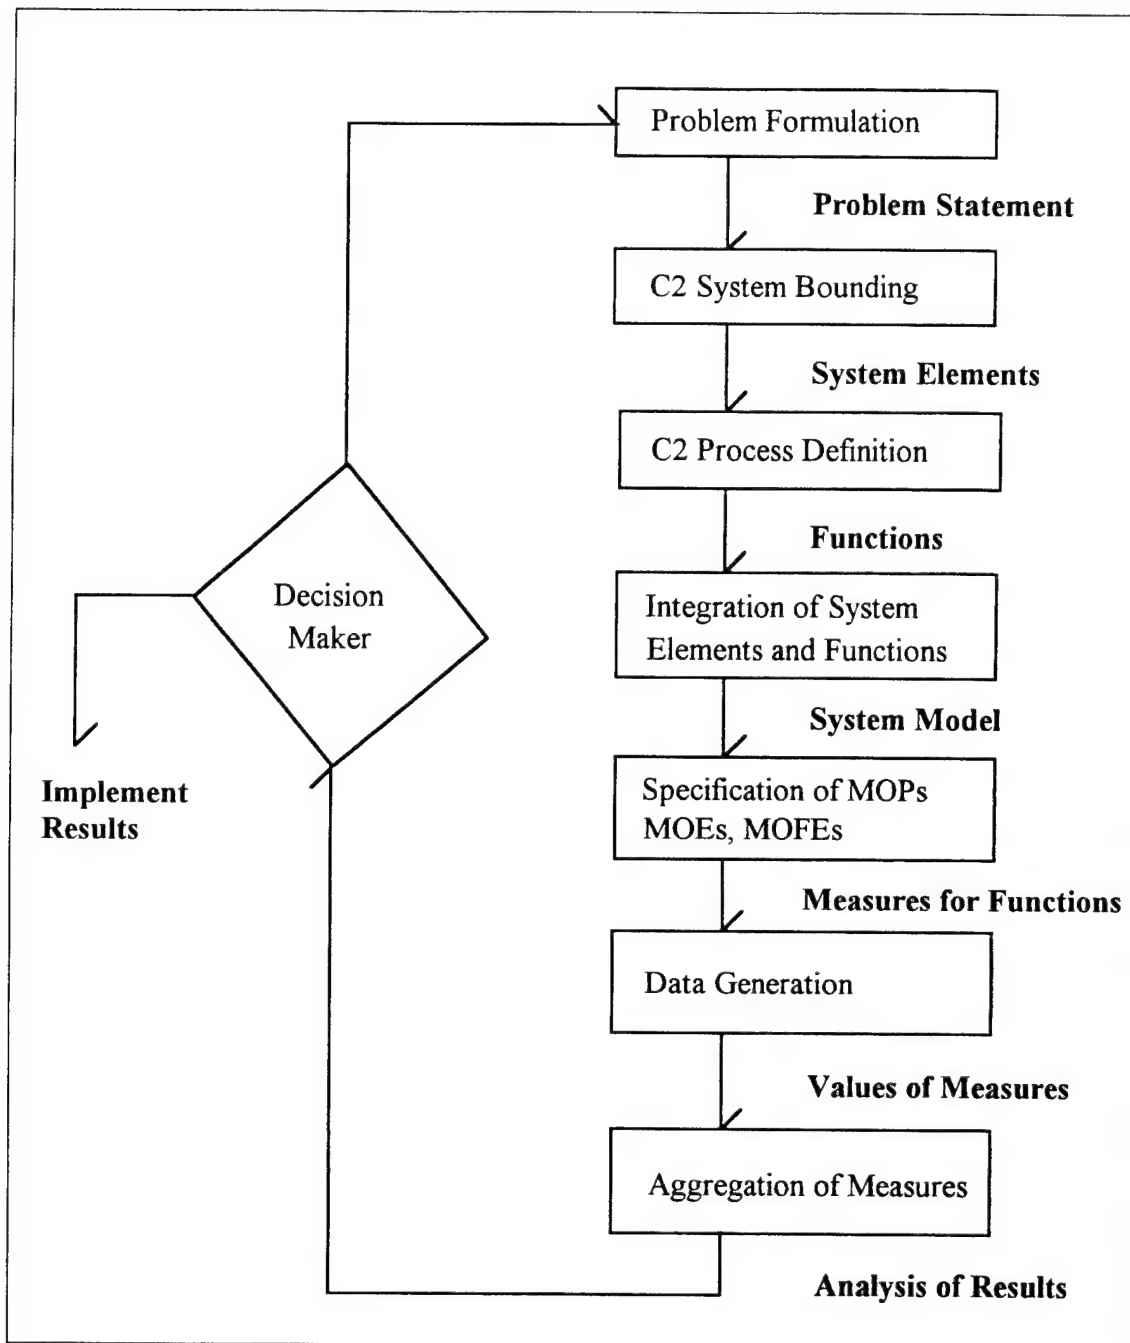 Problem Formulation
Problem Statement
C2 System Bounding
System Elements
C2 Process Definition
Functions
Integration of System
Elements and Functions
System Model
Specification of MOPs
MOEs, MOFEs
Measures for Functions
Data Generation
Values of Measures
Aggregation of Measures
Analysis of Results
Decision
Maker
Implement
Results